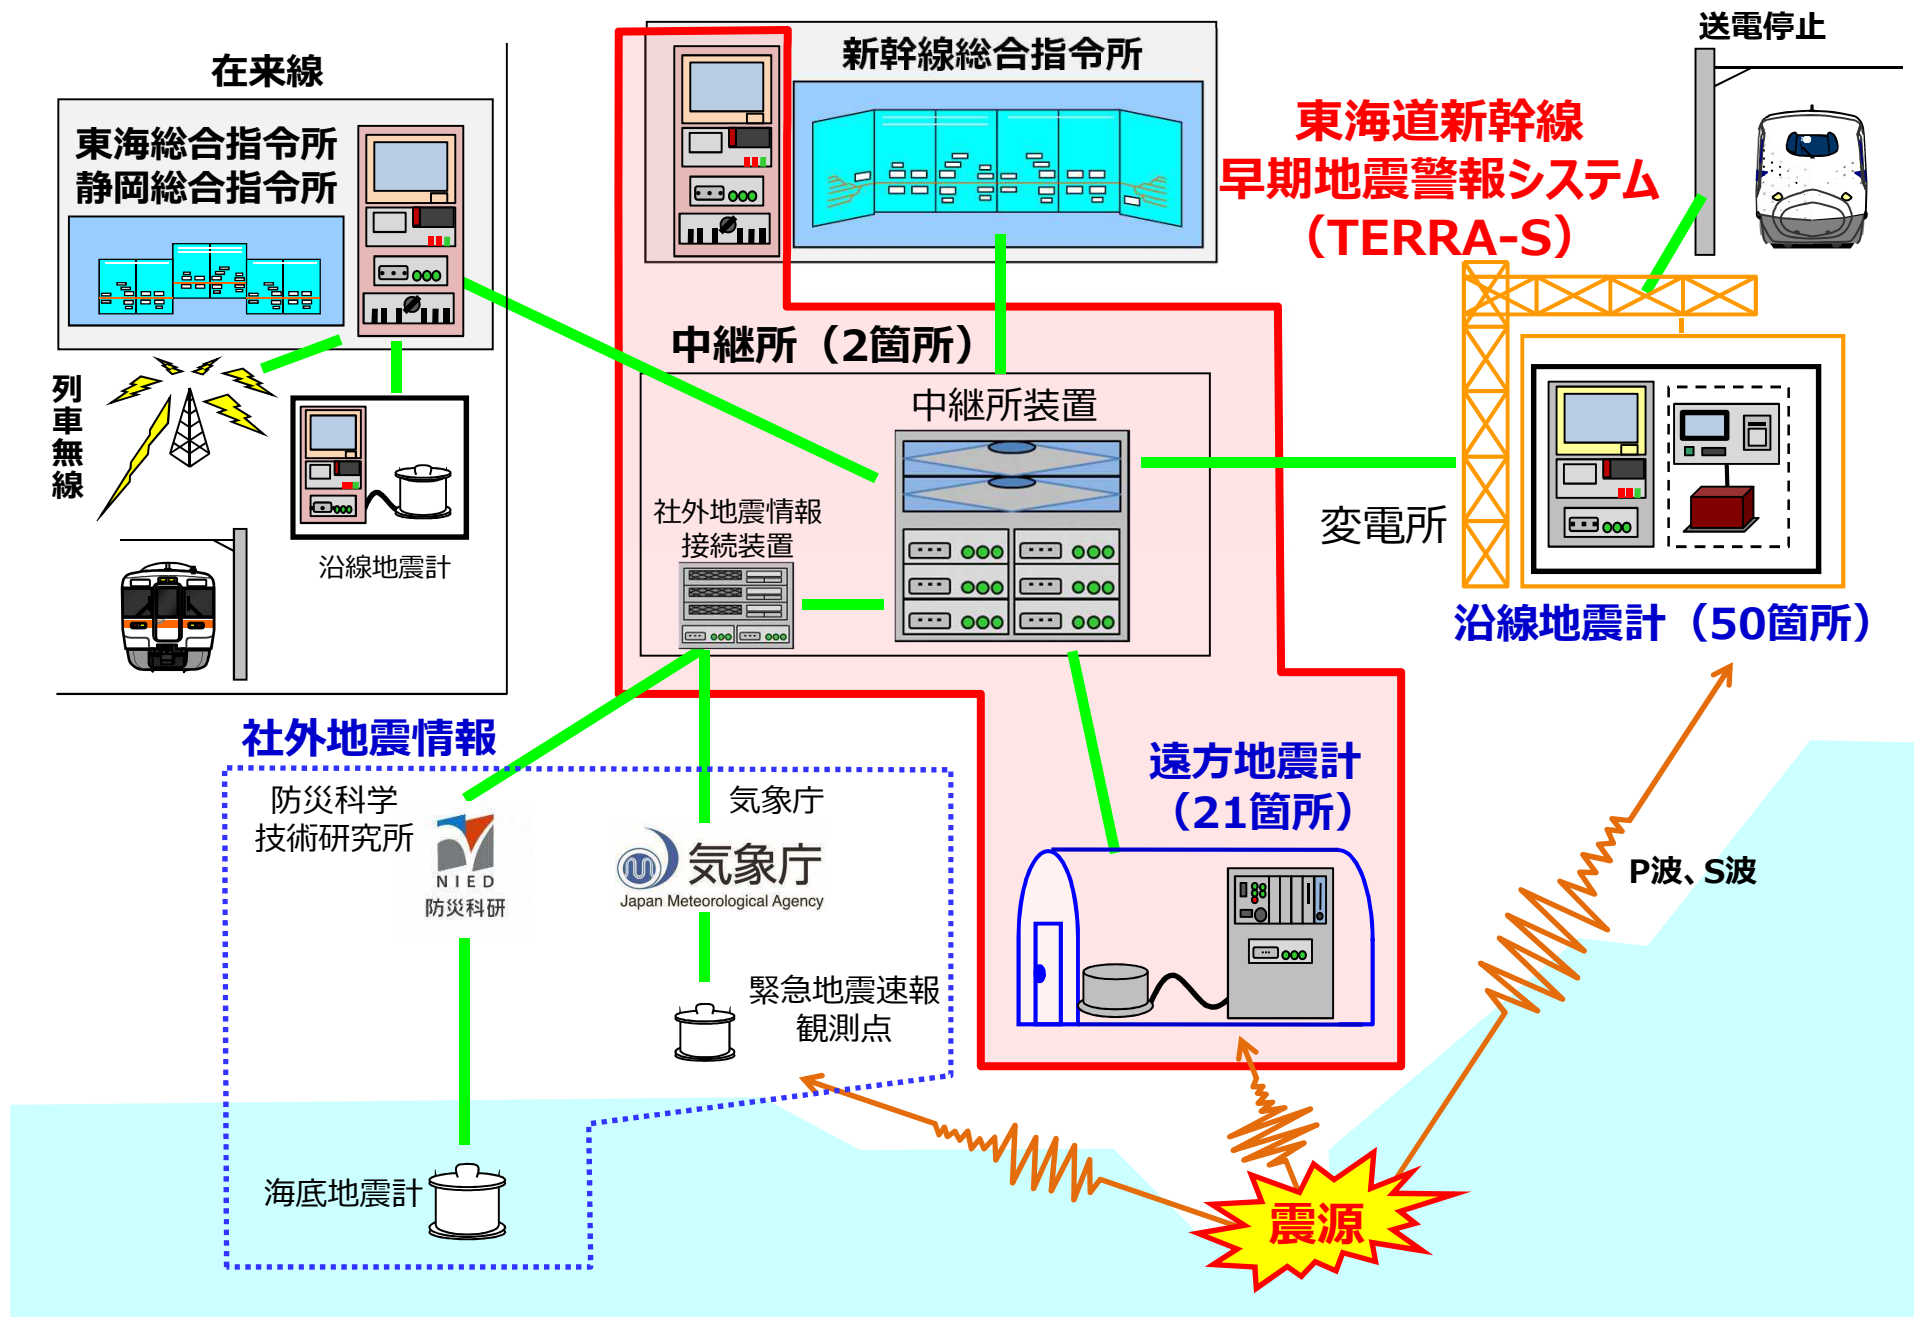 在来線
東海総合指令所
静岡総合指令所
列車無線
沿線地震計
新幹線総合指令所
送電停止
東海道新幹線
早期地震警報システム
（TERRA-S）
中継所（2箇所）
中継所装置
社外地震情報
接続装置
変電所
沿線地震計（50箇所）
社外地震情報
防災科学
技術研究所
NIED
防災科研
気象庁
気象庁
Japan Meteorological Agency
緊急地震速報
観測点
海底地震計
遠方地震計
（21箇所）
P波、S波
震源